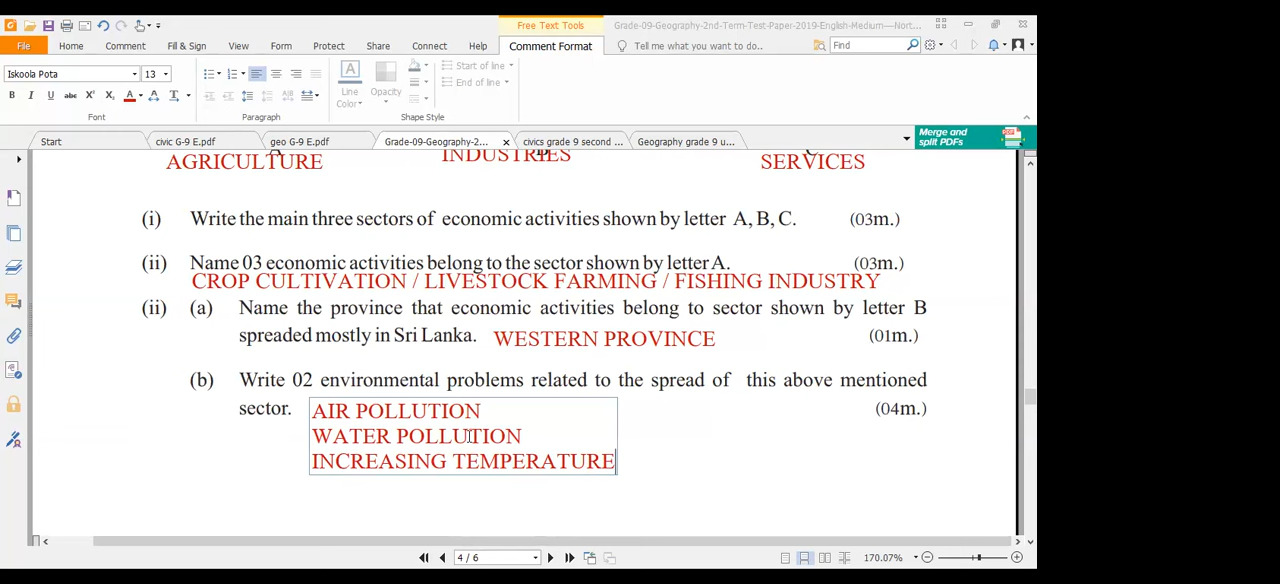 Free Text Tools
Grade-09-Geography-2nd-Term-Test-Paper-2019-English-Medium—Nort...
File Home Comment Fill & Sign View Form Protect Share Connect Help Comment Format Tell me what you want to do.. Find
Iskoola Pota 13 Start of line
End of line
B I U abc X² X₁ A Line Color Opacity
Font Paragraph Shape Style
Start civic G-9 E.pdf geo G-9 E.pdf Grade-09-Geography-2... civics grade 9 second ... Geography grade 9 u... Merge and split PDFs
AGRICULTURE INDUSTRIES SERVICES
(i) Write the main three sectors of economic activities shown by letter A, B, C. (03m.)
(ii) Name 03 economic activities belong to the sector shown by letter A. (03m.)
CROP CULTIVATION / LIVESTOCK FARMING / FISHING INDUSTRY
(ii) (a) Name the province that economic activities belong to sector shown by letter B
spreaded mostly in Sri Lanka. WESTERN PROVINCE (01m.)
(b) Write 02 environmental problems related to the spread of this above mentioned
sector. AIR POLLUTION (04m.)
WATER POLLUTION
INCREASING TEMPERATURE
4 / 6 170.07%